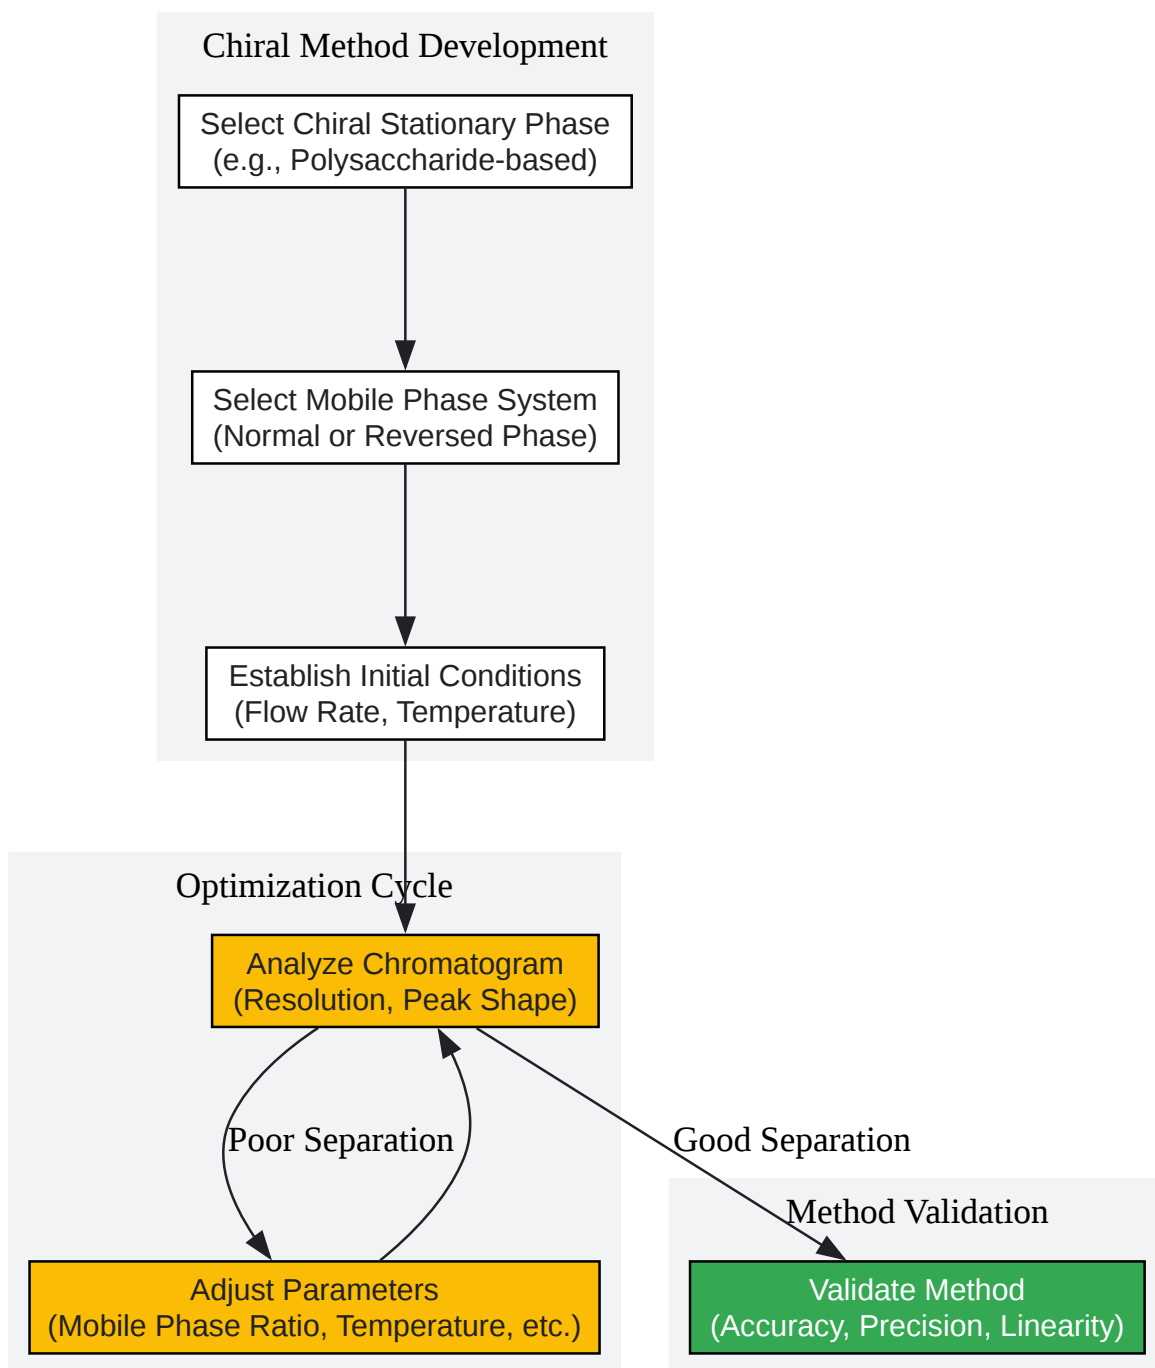 Chiral Method Development
Select Chiral Stationary Phase
(e.g., Polysaccharide-based)
Select Mobile Phase System
(Normal or Reversed Phase)
Establish Initial Conditions
(Flow Rate, Temperature)
Optimization Cycle
Analyze Chromatogram
(Resolution, Peak Shape)
Poor Separation
Good Separation
Method Validation
Adjust Parameters
(Mobile Phase Ratio, Temperature, etc.)
Validate Method
(Accuracy, Precision, Linearity)